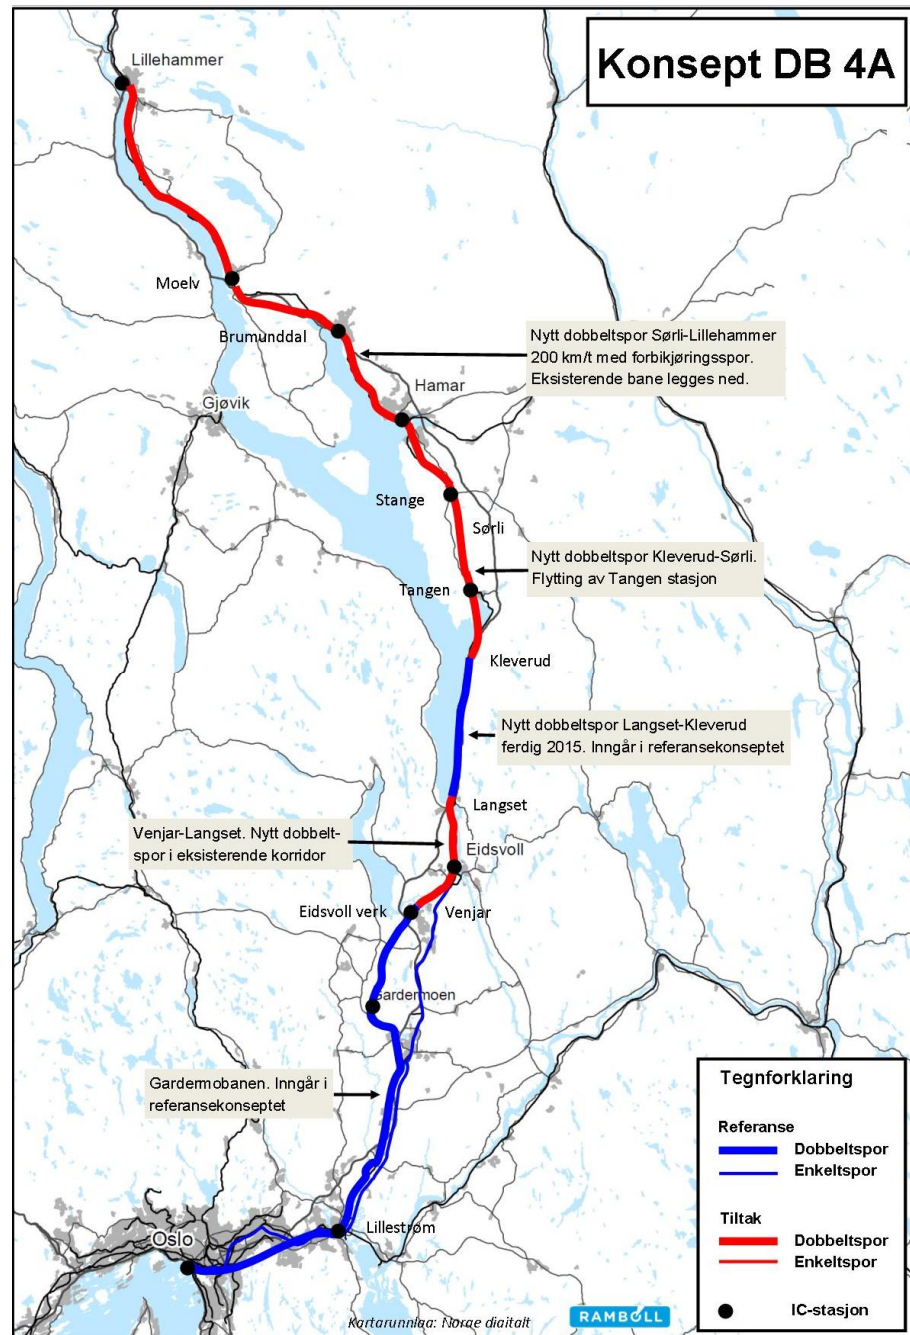 Konsept DB 4A
Lillehammer
Moelv
Brumunddal
Nytt dobbeltspor Sørli-Lillehammer
200 km/t med forbikjøringsspor.
Eksisterende bane legges ned.
Hamar
Gjøvik
Stange
Sørli
Nytt dobbeltspor Kleverud-Sørli.
Flytting av Tangen stasjon
Tangen
Kleverud
Nytt dobbeltspor Langset-Kleverud
ferdig 2015. Inngår i referansekonseptet
Langset
Venjar-Langset. Nytt dobbelt-
spor i eksisterende korridor
Eidsvoll
Eidsvoll verk
Venjar
Gardermoen
Gardermobanen. Inngår i
referansekonseptet
Lillestrøm
Oslo
Tegnforklaring
Referanse
Dobbeltspor
Enkeltspor
Tiltak
Dobbeltspor
Enkeltspor
IC-stasjon
Kartgrunnlag: Norge digitalt
RAMBOLL